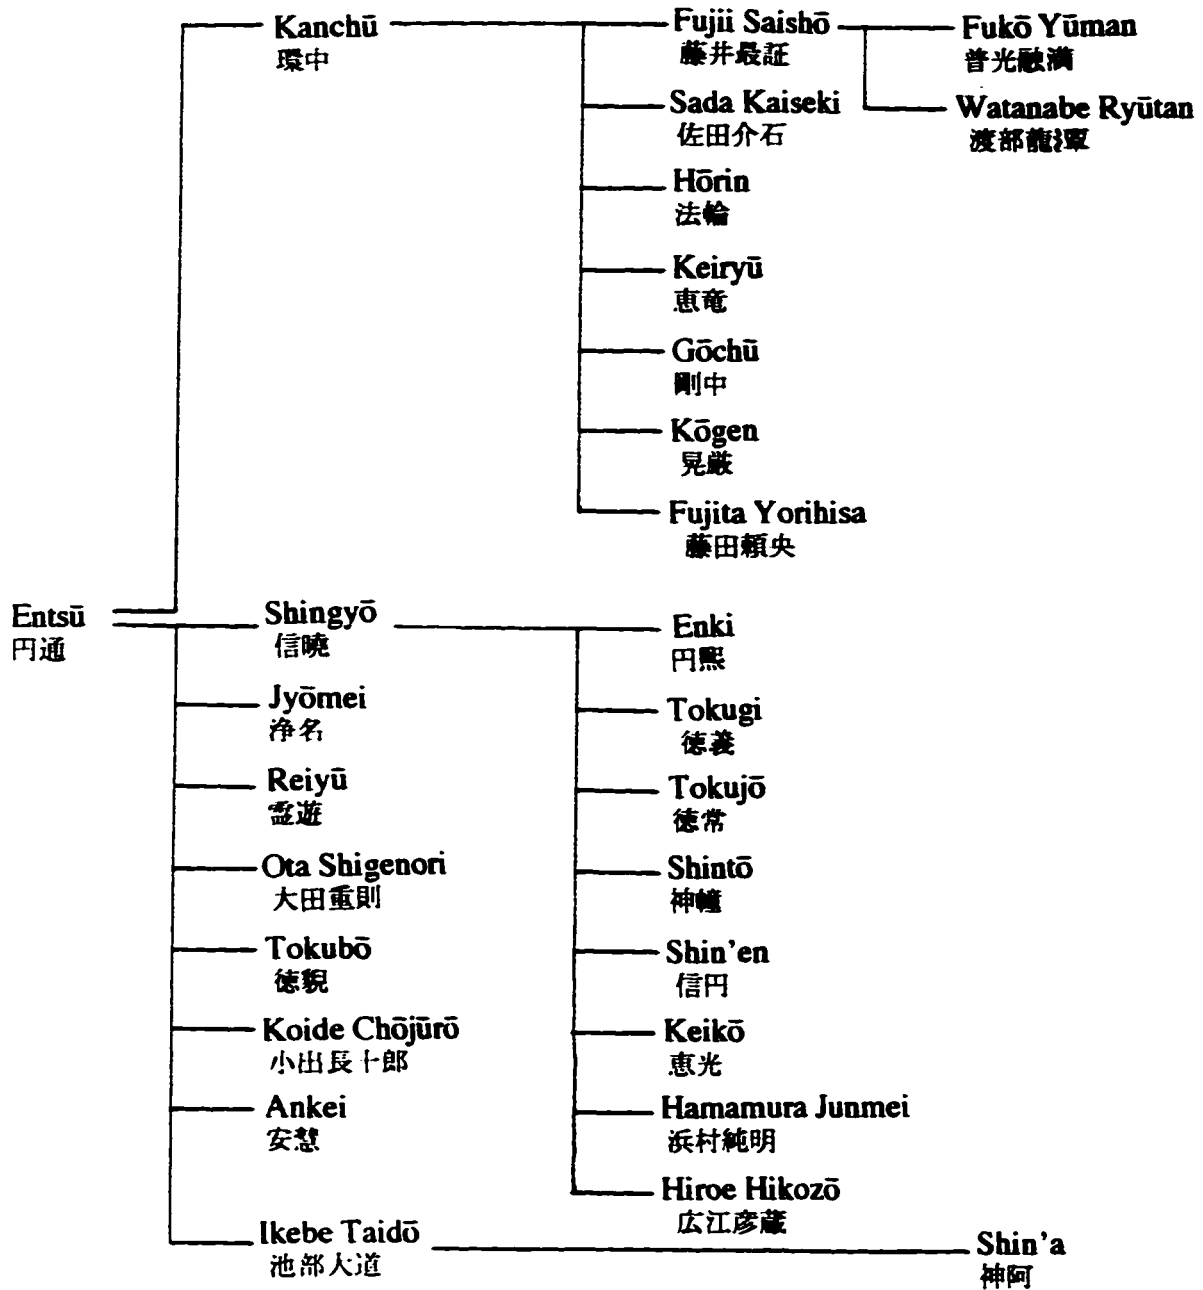 Kanchū
環中
Fujii Saishō
藤井最証
Fukō Yūman
普光融満
Sada Kaiseki
佐田介石
Watanabe Ryūtan
渡部龍潭
Hōrin
法輪
Keiryū
恵竜
Gōchū
剛中
Kōgen
晃厳
Fujita Yorihisa
藤田頼央
Entsū
円通
Shingyō
信暁
Enki
円熙
Jyōmei
浄名
Tokugi
徳義
Reiyū
霊遊
Tokujō
徳常
Ota Shigenori
大田重則
Shintō
神幢
Tokubō
徳貌
Shin'en
信円
Koide Chōjūrō
小出長十郎
Keikō
恵光
Ankei
安慧
Hamamura Junmei
浜村純明
Hiroe Hikozō
広江彦蔵
Ikebe Taidō
池部大道
Shin'a
神阿